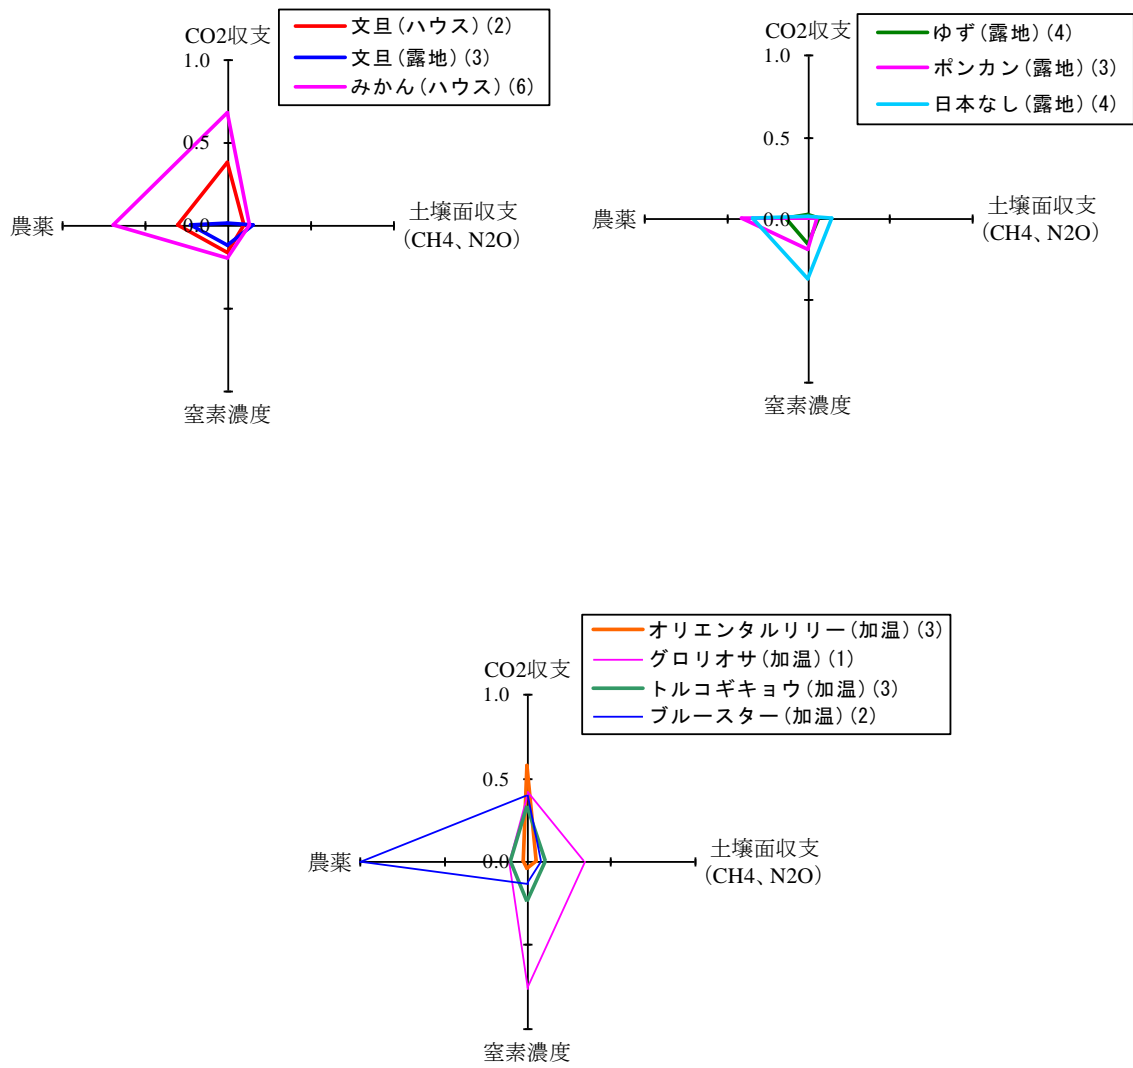 CO2収支
1.0
0.5
0.0
農薬
土壌面収支
(CH4、N2O)
窒素濃度
文旦(ハウス)(2)
文旦(露地)(3)
みかん(ハウス)(6)
CO2収支
1.0
0.5
0.0
農薬
土壌面収支
(CH4、N2O)
窒素濃度
ゆず(露地)(4)
ポンカン(露地)(3)
日本なし(露地)(4)
CO2収支
1.0
0.5
0.0
農薬
土壌面収支
(CH4、N2O)
窒素濃度
オリエンタルリリー(加温)(3)
グロリオサ(加温)(1)
トルコギキョウ(加温)(3)
ブルースター(加温)(2)